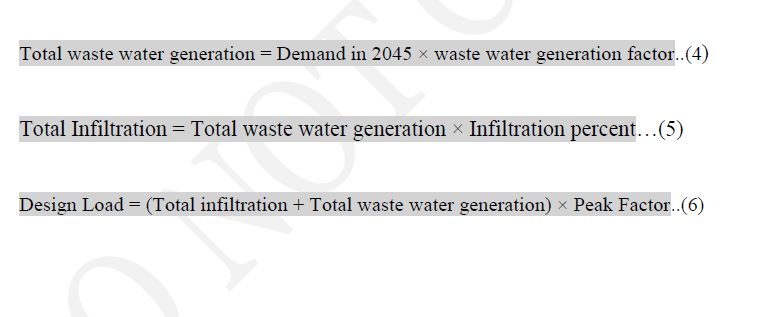 Total waste water generation = Demand in 2045 × waste water generation factor..(4)
Total Infiltration = Total waste water generation × Infiltration percent…(5)
Design Load = (Total infiltration + Total waste water generation) × Peak Factor..(6)
O NOT C